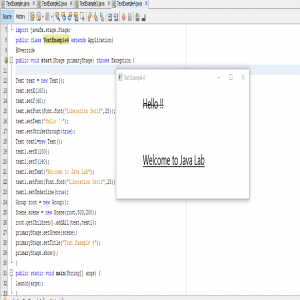 TextExample1.java TextExample2.java TextExample3.java TextExample4.java
Source History
import javafx.stage.Stage;
public class TextExample4 extends Application{
@Override
public void start(Stage primaryStage) throws Exception {
Text text = new Text();
text.setX(100);
text.setY(40);
text.setFont(Font.font("Liberation Serif",25));
text.setText("Hello !!");
text.setStrikethrough(true);
Text text1=new Text();
text1.setX(100);
text1.setY(140);
text1.setText("Welcome to Java Lab");
text1.setFont(Font.font("Liberation Serif",25));
text1.setUnderline(true);
Group root = new Group();
Scene scene = new Scene(root,500,200);
root.getChildren().addAll(text,text1);
primaryStage.setScene(scene);
primaryStage.setTitle("Text Example 4");
primaryStage.show();
}
public static void main(String[] args) {
launch(args);
}
TextExample4
Hello !!
Welcome to Java Lab